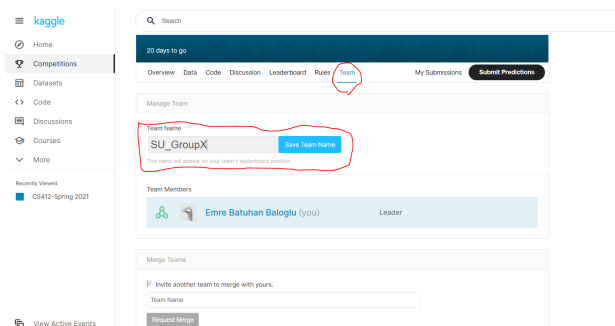 kaggle
Search
Home
Competitions
Datasets
Code
Discussions
Courses
More
Recently Viewed
CS412-Spring 2021
View Active Events
20 days to go
Overview Data Code Discussion Leaderboard Rules Team My Submissions Submit Predictions
Manage Team
Team Name
SU_GroupX Save Team Name
This name will appear on your team's leaderboard position.
Team Members
Emre Batuhan Baloglu (you) Leader
Merge Teams
Invite another team to merge with yours.
Team Name
Request Merge